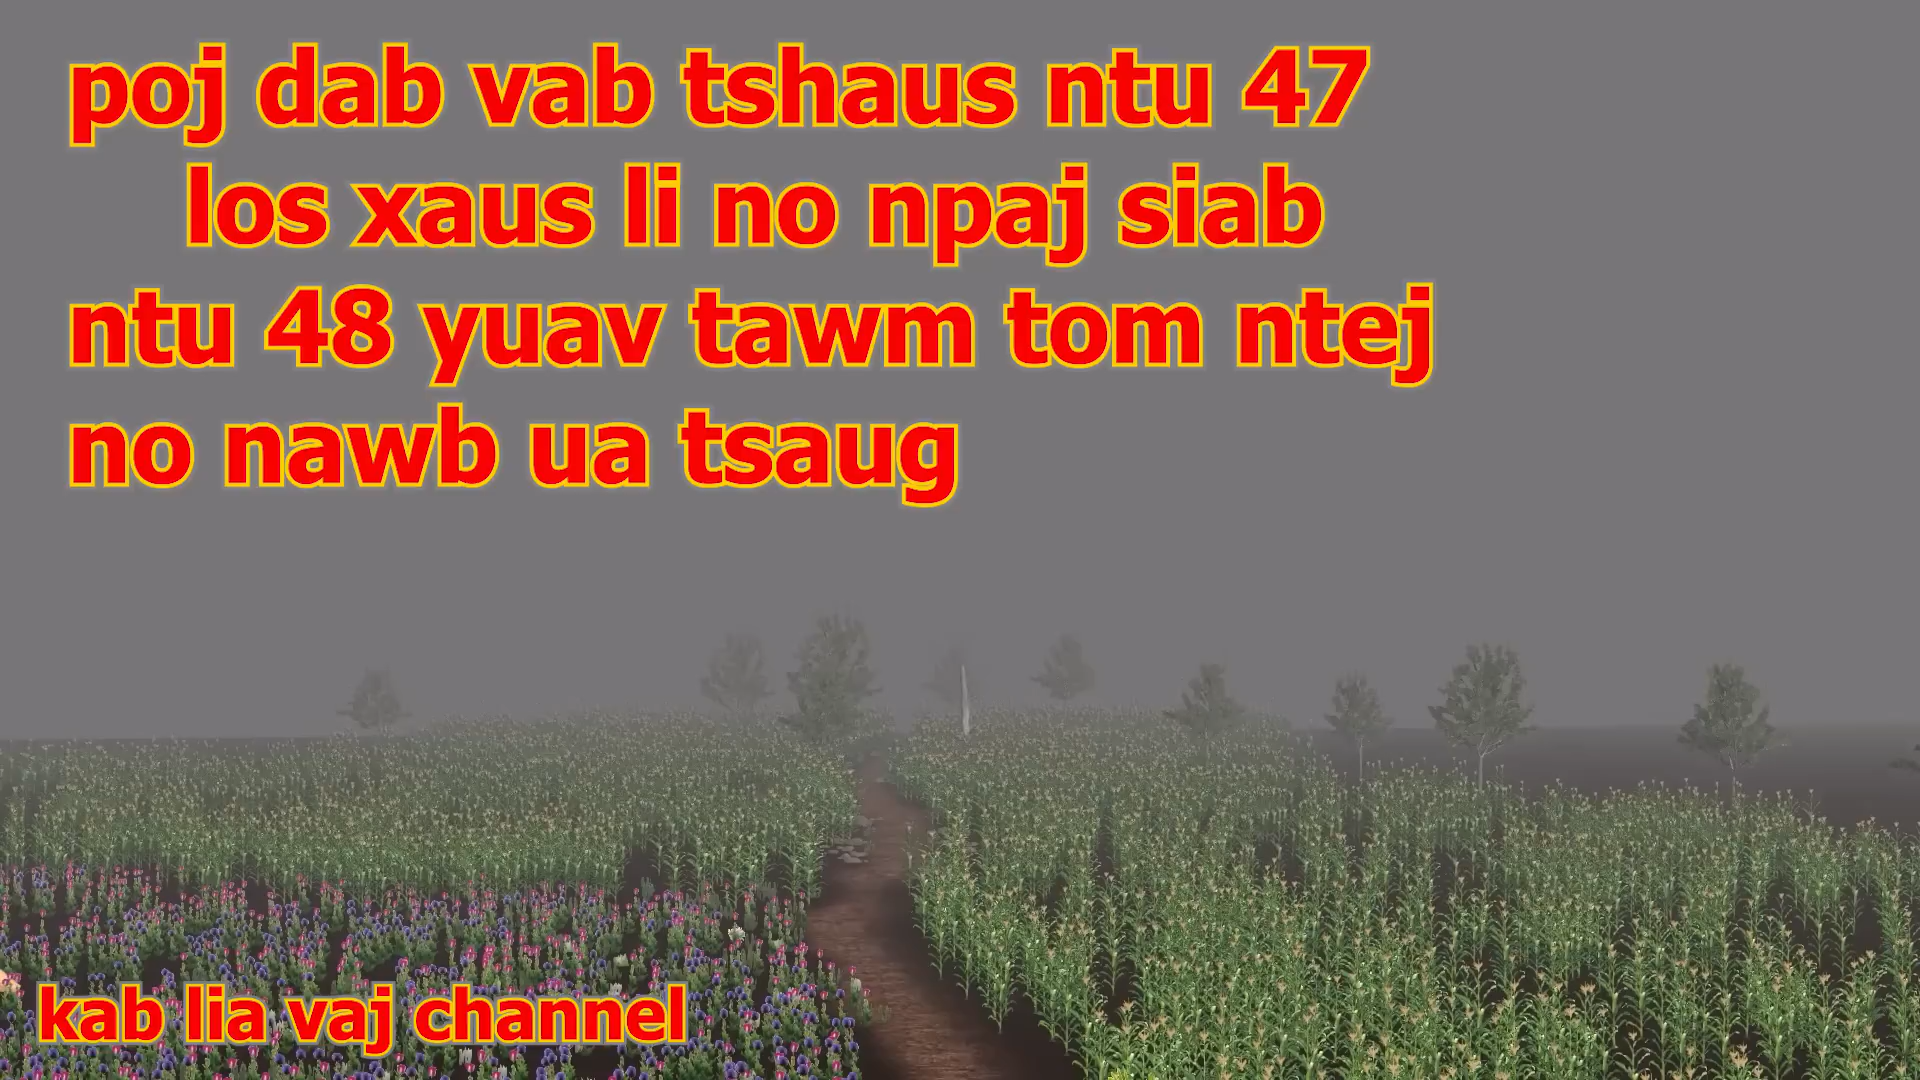 poj dab vab tshaus ntu 47
los xaus li no npaj siab
ntu 48 yuav tawm tom ntej
no nawb ua tsaug
kab lia vaj channel